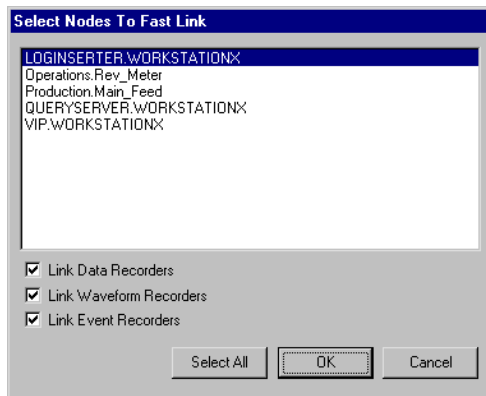 Select Nodes To Fast Link
LOGINSERTER.WORKSTATIONX
Operations.Rev_Meter
Production.Main_Feed
QUERYSERVER.WORKSTATIONX
VIP.WORKSTATIONX
Link Data Recorders
Link Waveform Recorders
Link Event Recorders
Select All OK Cancel